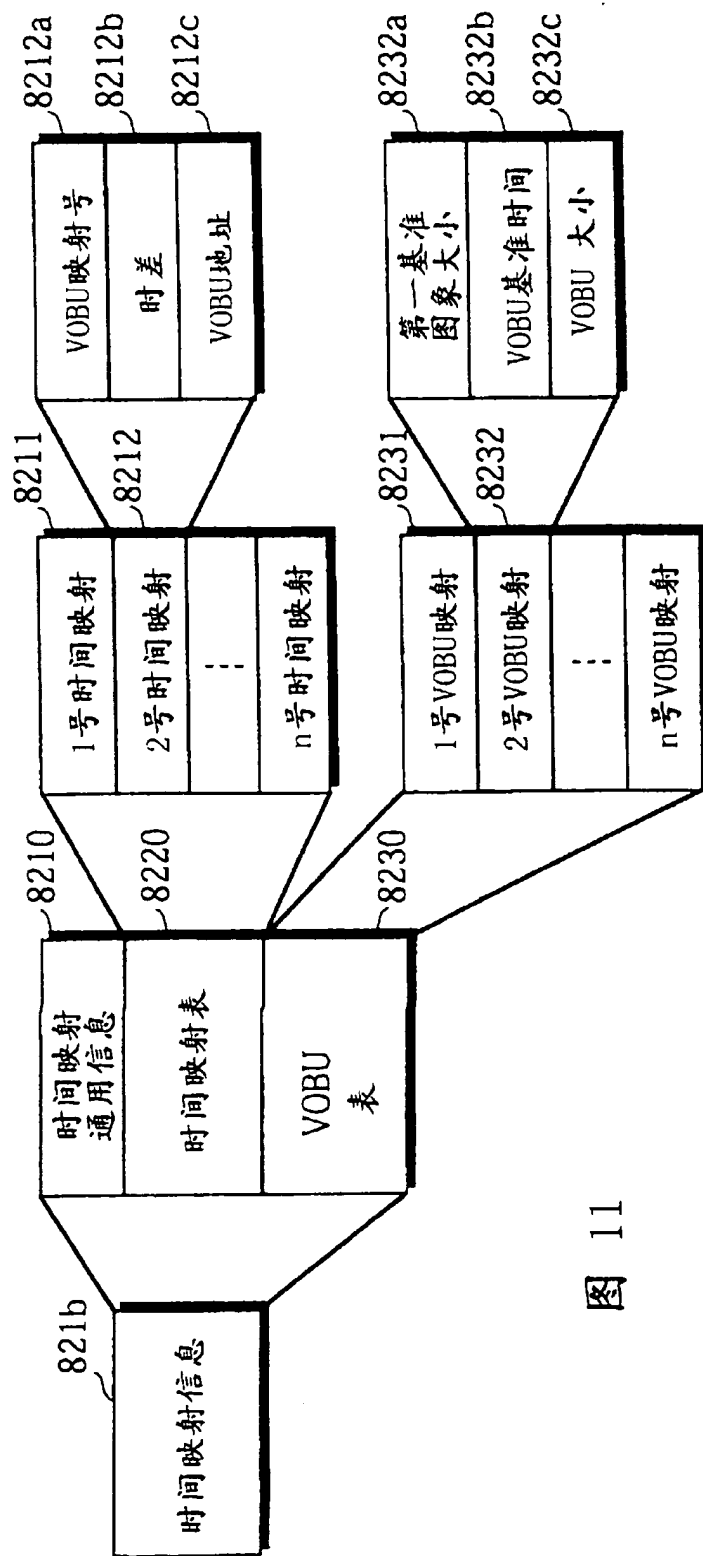 821b
时间映射信息
8210
8220
8230
时间映射
通用信息
时间映射表
VOBU
表
8211
8212
1号时间映射
2号时间映射
n号时间映射
8212a
8212b
8212c
VOBU映射号
时差
VOBU地址
8231
8232
1号VOBU映射
2号VOBU映射
n号VOBU映射
8232a
8232b
8232c
第一基准
图象大小
VOBU基准时间
VOBU 大小
图 11